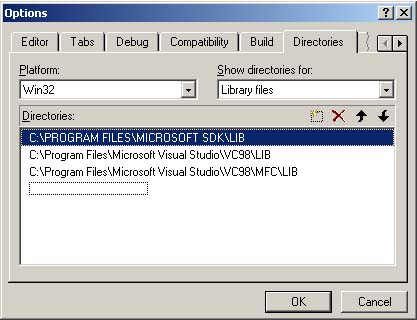 Options
Editor Tabs Debug Compatibility Build Directories
Platform: Show directories for:
Win32 Library files
Directories:
C:\PROGRAM FILES\MICROSOFT SDK\LIB
C:\Program Files\Microsoft Visual Studio\VC98\LIB
C:\Program Files\Microsoft Visual Studio\VC98\MFC\LIB
OK Cancel